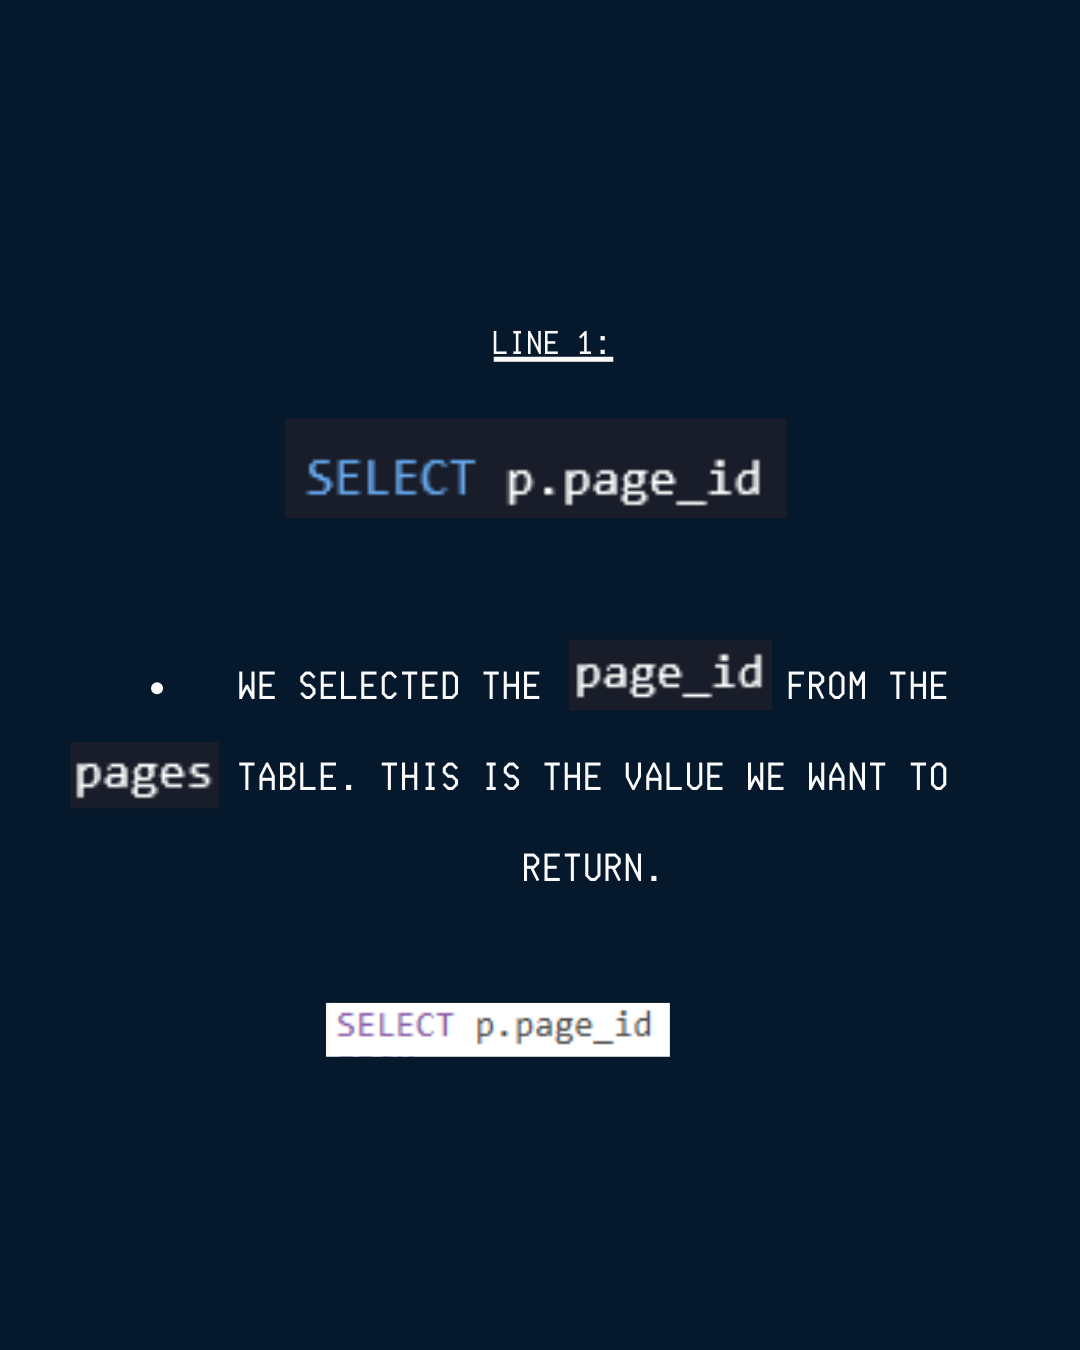 LINE 1:
SELECT p.page_id
• WE SELECTED THE page_id FROM THE
pages TABLE. THIS IS THE VALUE WE WANT TO
RETURN.
SELECT p.page_id